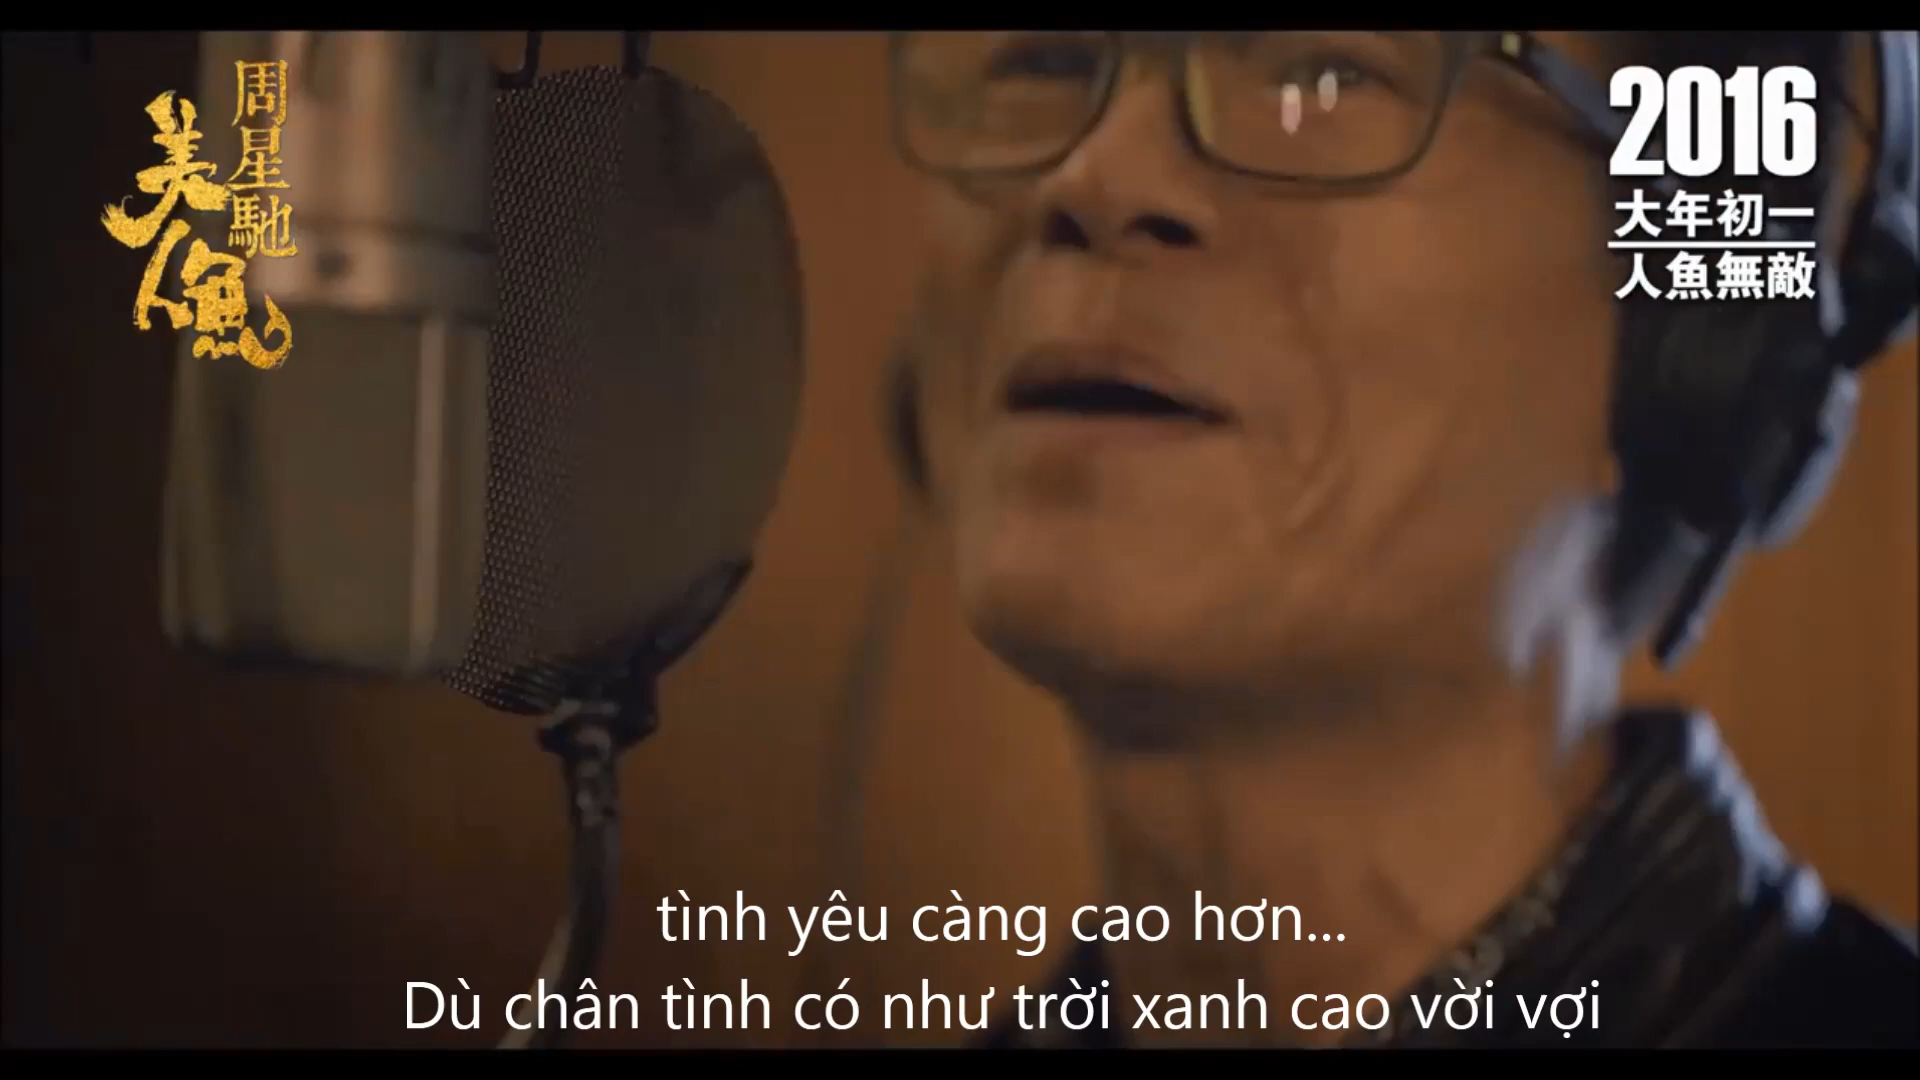 周星馳
美人魚
2016
大年初一
人魚無敵
tình yêu càng cao hơn...
Dù chân tình có như trời xanh cao vời vợi